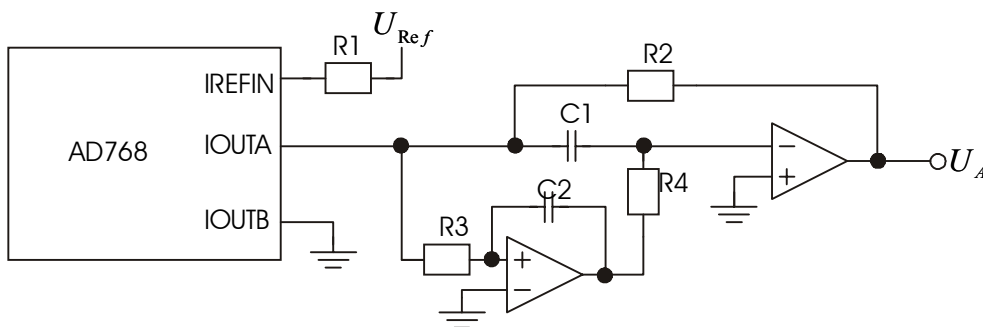 U_Ref
R1
R2
IREFIN
C1
IOUTA
AD768
−
+
U_A
R4
C2
IOUTB
R3
+
−